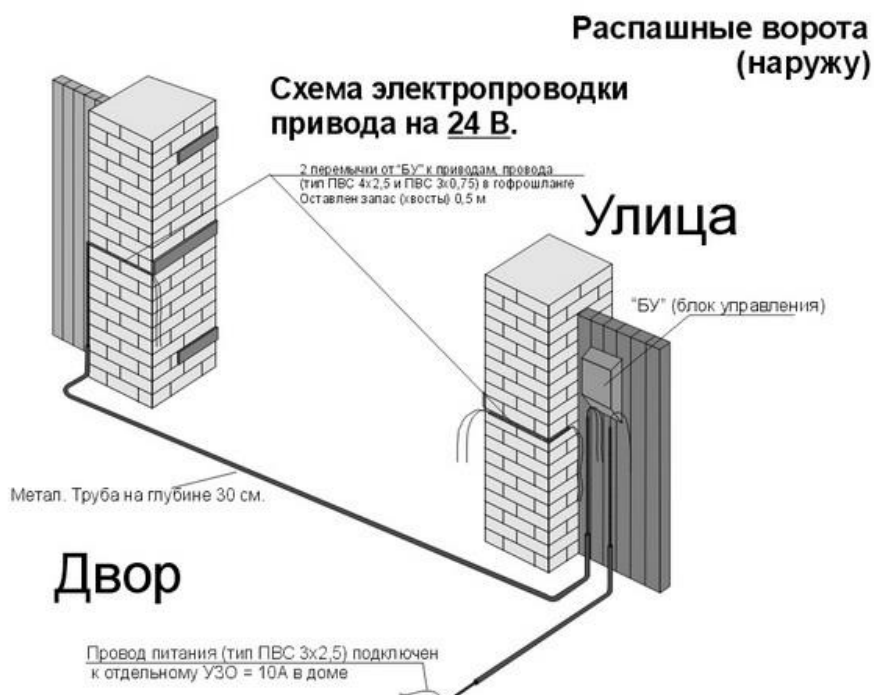 Распашные ворота
(наружу)
Схема электропроводки
привода на 24 В.
2 перемычки от "БУ" к приводам, провода
(тип ПВС 4х2,5 и ПВС 3х0,75) в гофрошланге
Оставлен запас (хвосты) 0,5 м
Улица
"БУ" (блок управления)
Метал. Труба на глубине 30 см.
Двор
Провод питания (тип ПВС 3х2,5) подключен
к отдельному УЗО = 10А в доме